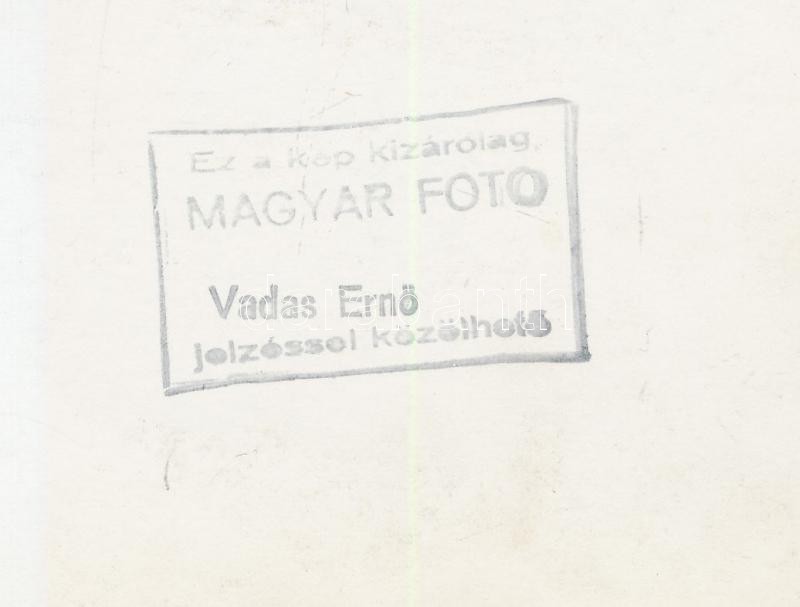 Ez a kép kizárólag
MAGYAR FOTO
Vadas Ernő
jelzéssel közölhető